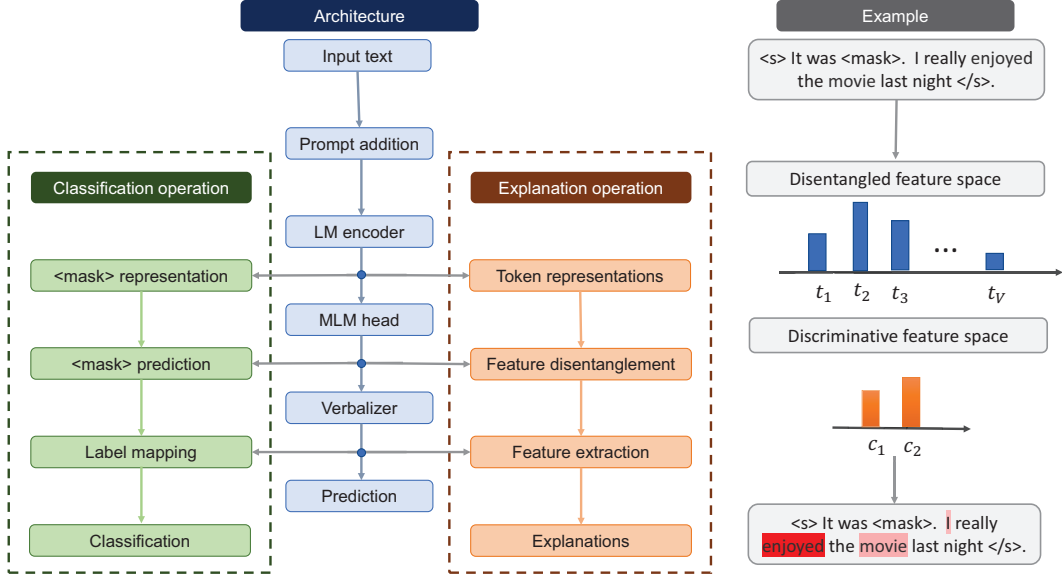 Architecture
Input text
Prompt addition
LM encoder
MLM head
Verbalizer
Prediction
Classification operation
<mask> representation
<mask> prediction
Label mapping
Classification
Explanation operation
Token representations
Feature disentanglement
Feature extraction
Explanations
Example
<s> It was <mask>. I really enjoyed
the movie last night </s>.
Disentangled feature space
...
t1 t2 t3 tV
Discriminative feature space
c1 c2
<s> It was <mask>. I really
enjoyed the movie last night </s>.